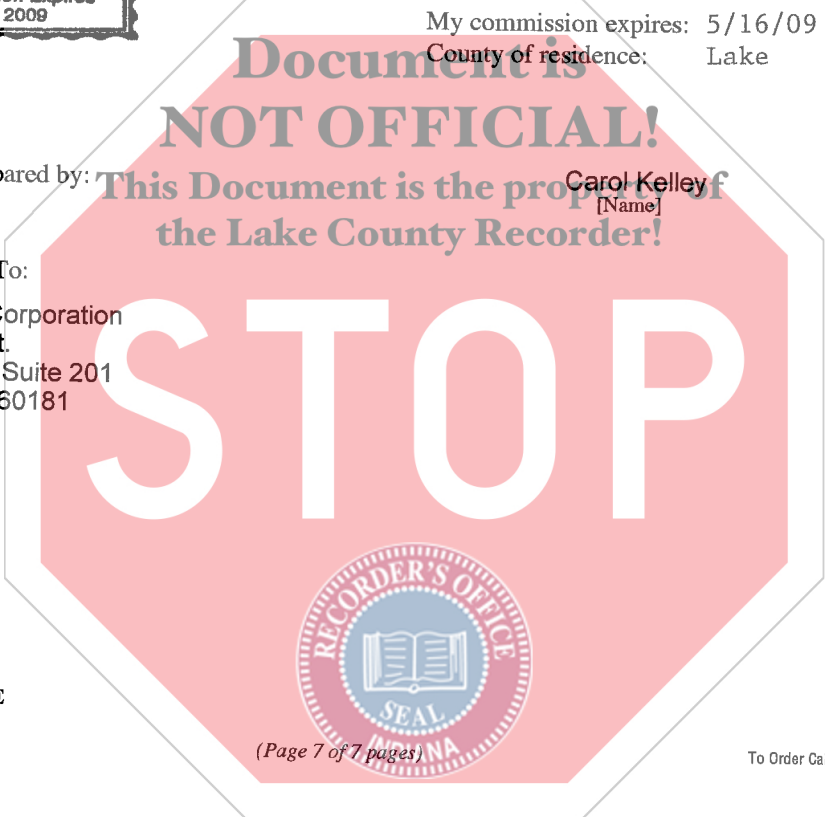 2009
My commission expires: 5/16/09
County of residence: Lake
Document is
NOT OFFICIAL!
pared by:
This Document is the property of
Carol Kelley
[Name]
the Lake County Recorder!
To:
Corporation
t.
Suite 201
60181
STOP
RECORDER'S OFFICE
SEAL
INDIANA
E
(Page 7 of 7 pages)
To Order Ca